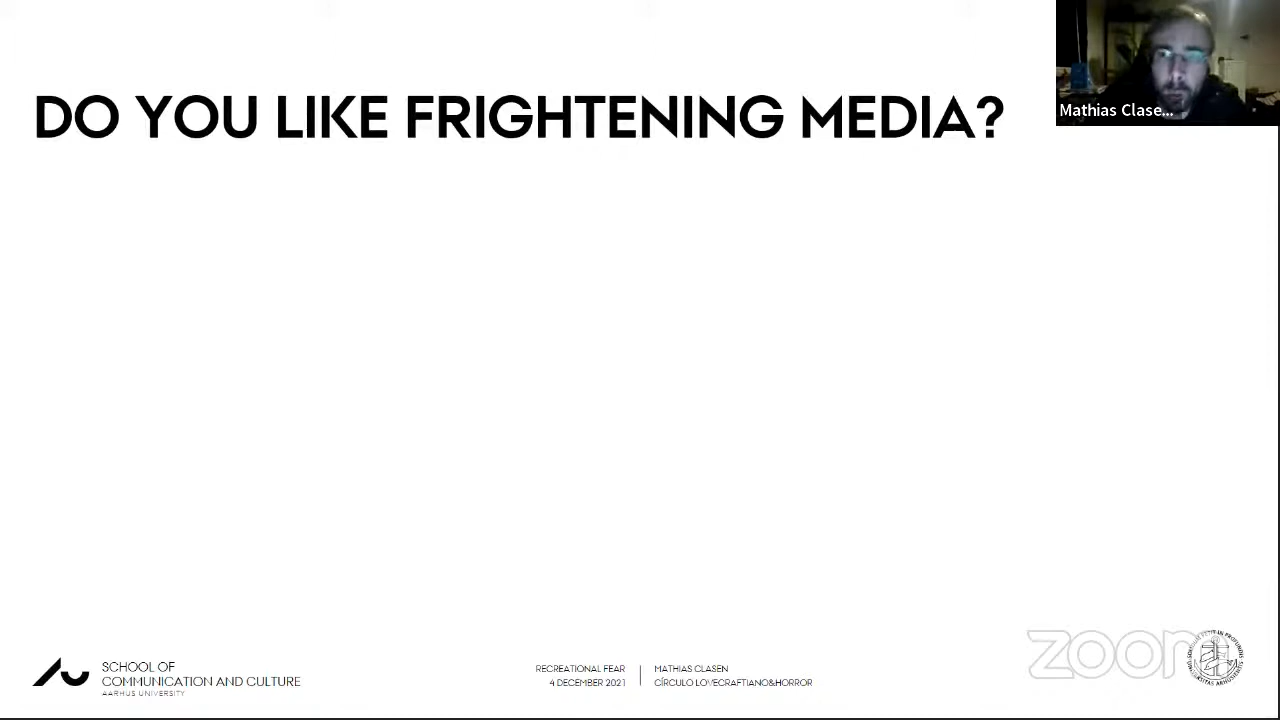 DO YOU LIKE FRIGHTENING MEDIA?
Mathias Clase...
SCHOOL OF
COMMUNICATION AND CULTURE
AARHUS UNIVERSITY
RECREATIONAL FEAR
4 DECEMBER 2021
MATHIAS CLASEN
CÍRCULO LOVECRAFTIANO&HORROR
zoom